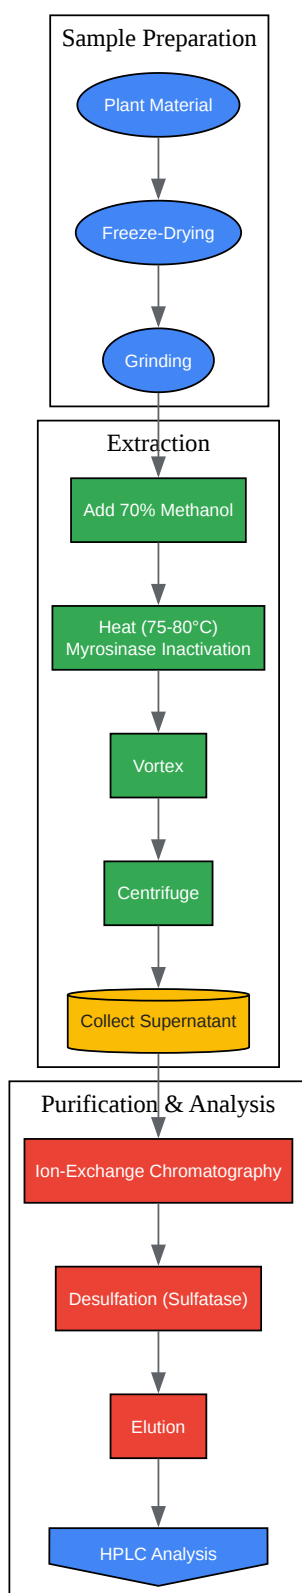 Sample Preparation
Plant Material
Freeze-Drying
Grinding
Extraction
Add 70% Methanol
Heat (75-80°C)
Myrosinase Inactivation
Vortex
Centrifuge
Collect Supernatant
Purification & Analysis
Ion-Exchange Chromatography
Desulfation (Sulfatase)
Elution
HPLC Analysis